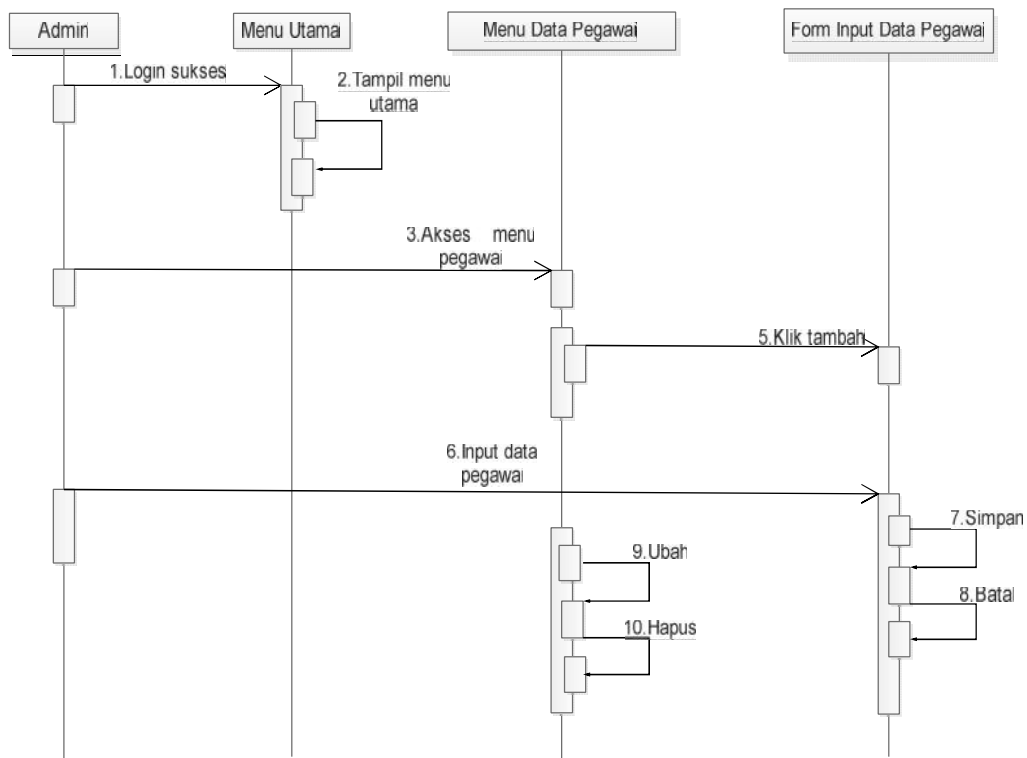 Admin
Menu Utama
Menu Data Pegawai
Form Input Data Pegawai
1.Login sukses
2.Tampil menu
utama
3.Akses menu
pegawai
5.Klik tambah
6.Input data
pegawai
7.Simpan
8.Batal
9.Ubah
10.Hapus